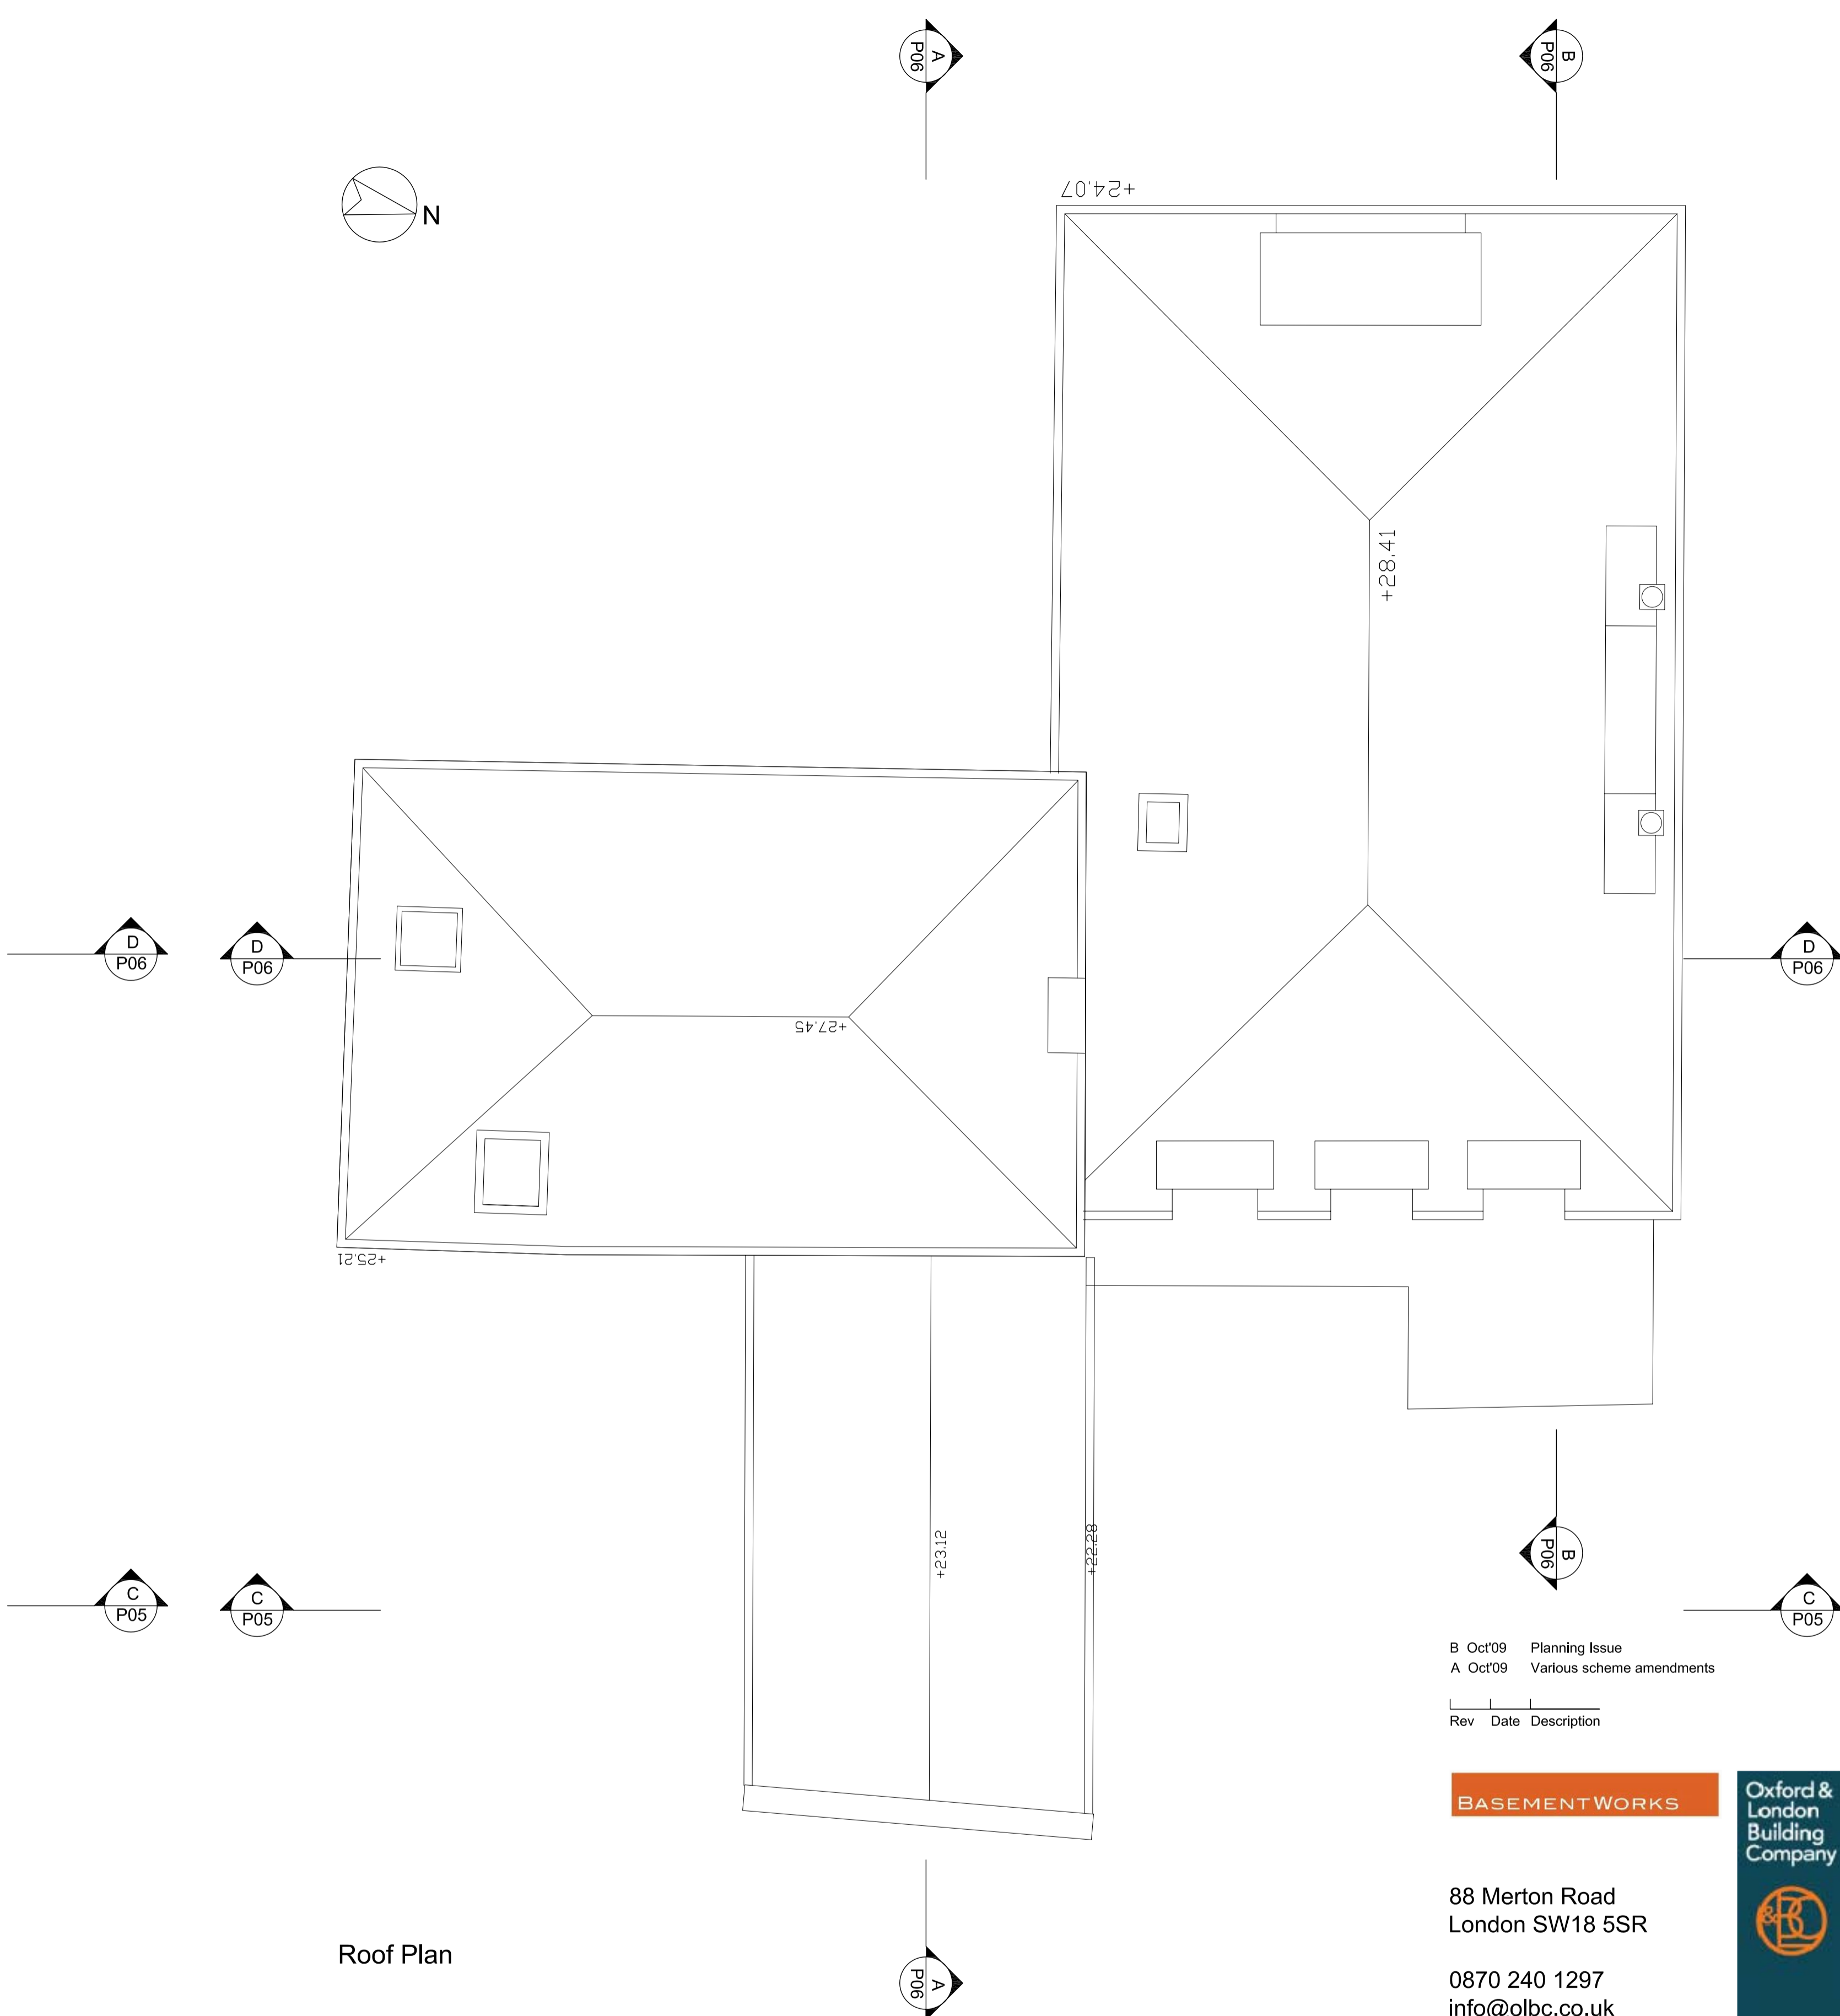 A
P06
B
P06
N
+24.07
+28.41
D
P06
D
P06
D
P06
+27.45
+25.21
+23.12
+22.28
B
P06
C
P05
C
P05
C
P05
B Oct'09 Planning Issue
A Oct'09 Various scheme amendments
Rev Date Description
BASEMENTWORKS
Oxford &
London
Building
Company
&BLC
88 Merton Road
London SW18 5SR
Roof Plan
A
P06
0870 240 1297
info@olbc.co.uk